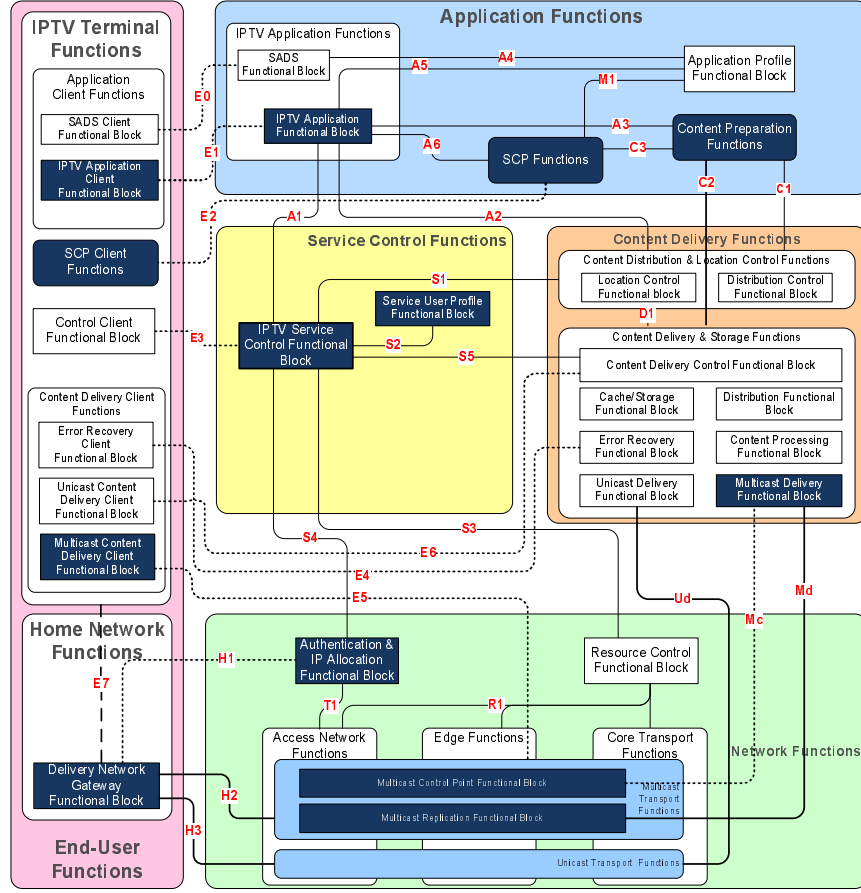 IPTV Terminal
Functions
Application
Client Functions
SADS Client
Functional Block
IPTV Application
Client
Functional Block
SCP Client
Functions
Control Client
Functional Block
Content Delivery Client
Functions
Error Recovery
Client
Functional Block
Unicast Content
Delivery Client
Functional Block
Multicast Content
Delivery Client
Functional Block
Home Network
Functions
E7
Delivery Network
Gateway
Functional Block
End-User
Functions
E0
E1
E2
E3
E6
E4
E5
H1
H2
H3
Application Functions
IPTV Application Functions
SADS
Functional Block
IPTV Application
Functional Block
Application Profile
Functional Block
SCP Functions
Content Preparation
Functions
A4
A5
M1
A3
A6
C3
C2
C1
A1
A2
Service Control Functions
Service User Profile
Functional Block
IPTV Service
Control Functional
Block
S1
S2
S5
S3
S4
Content Delivery Functions
Content Distribution & Location Control Functions
Location Control
Functional block
Distribution Control
Functional Block
D1
Content Delivery & Storage Functions
Content Delivery Control Functional Block
Cache/Storage
Functional Block
Distribution Functional
Block
Error Recovery
Functional Block
Content Processing
Functional Block
Unicast Delivery
Functional Block
Multicast Delivery
Functional Block
Ud
Mc
Md
Authentication &
IP Allocation
Functional Block
Resource Control
Functional Block
T1
R1
Access Network
Functions
Edge Functions
Core Transport
Functions
Network Functions
Multicast Control Point Functional Block
Multicast Replication Functional Block
Multicast
Transport
Functions
Unicast Transport Functions